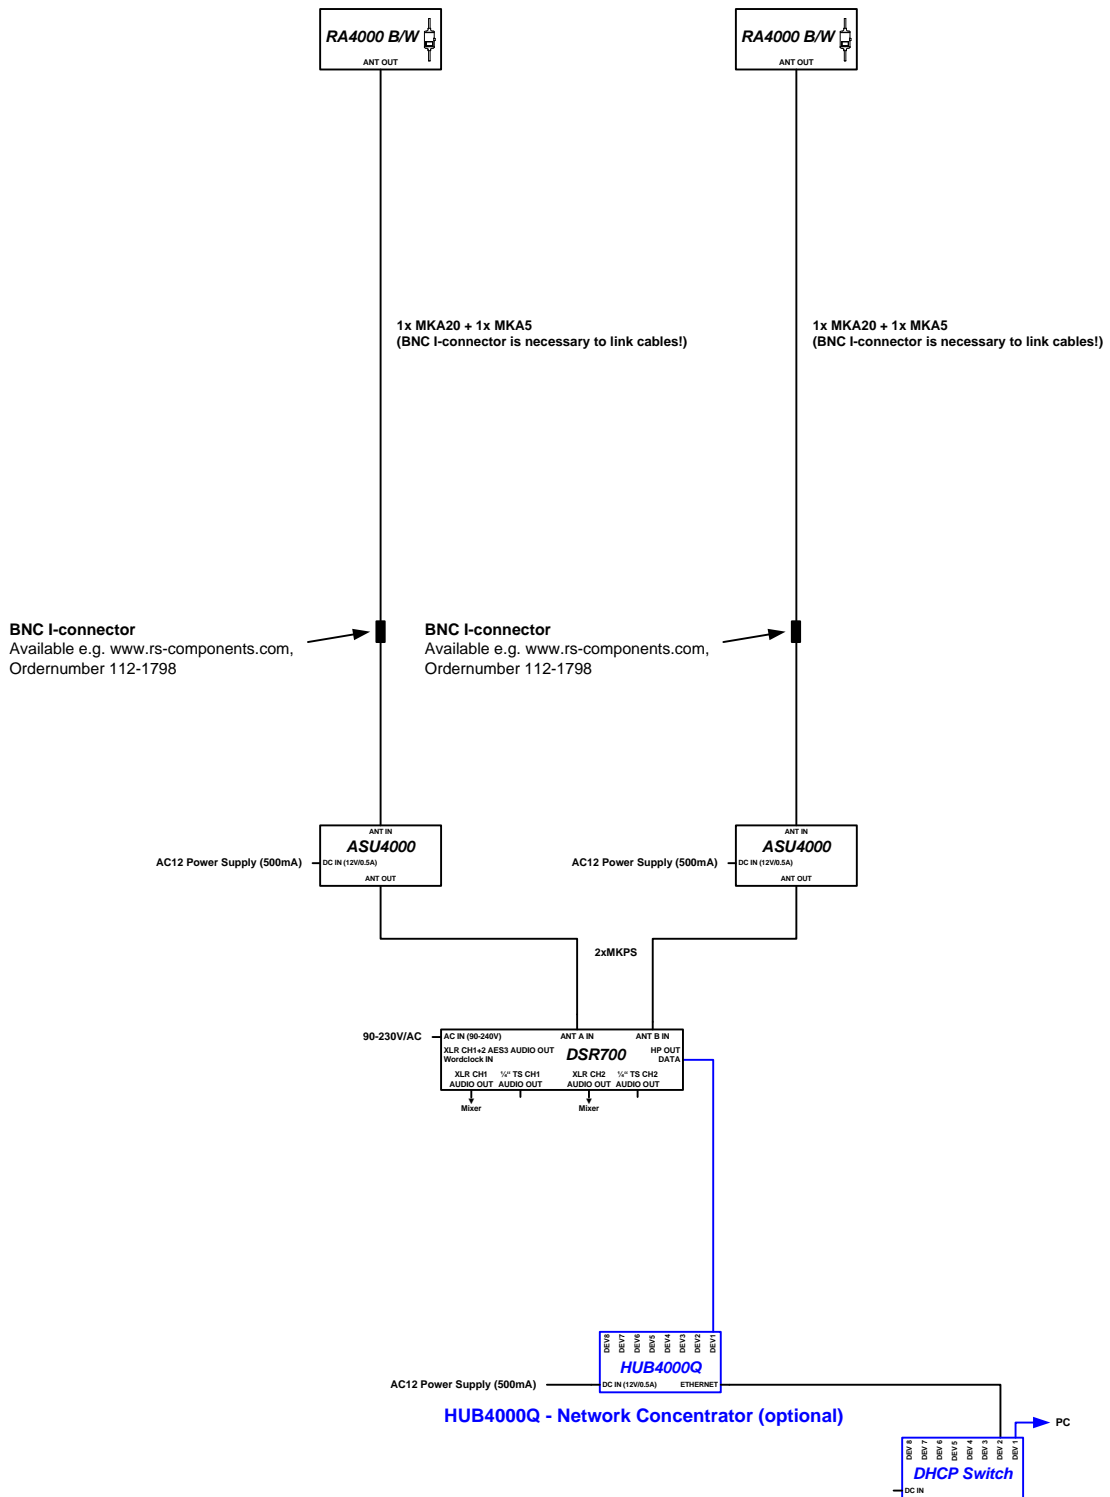 RA4000 B/W
ANT OUT
RA4000 B/W
ANT OUT
1x MKA20 + 1x MKA5
(BNC I-connector is necessary to link cables!)
1x MKA20 + 1x MKA5
(BNC I-connector is necessary to link cables!)
BNC I-connector
Available e.g. www.rs-components.com,
Ordernumber 112-1798
BNC I-connector
Available e.g. www.rs-components.com,
Ordernumber 112-1798
ANT IN
ASU4000
AC12 Power Supply (500mA)
DC IN (12V/0.5A)
ANT OUT
ANT IN
ASU4000
AC12 Power Supply (500mA)
DC IN (12V/0.5A)
ANT OUT
2xMKPS
90-230V/AC
AC IN (90-240V)
ANT A IN
ANT B IN
XLR CH1+2 AES3 AUDIO OUT
Wordclock IN
DSR700
HP OUT
DATA
XLR CH1
AUDIO OUT
¼" TS CH1
AUDIO OUT
XLR CH2
AUDIO OUT
¼" TS CH2
AUDIO OUT
Mixer
Mixer
DEV8
DEV7
DEV6
DEV5
DEV4
DEV3
DEV2
DEV1
HUB4000Q
AC12 Power Supply (500mA)
DC IN (12V/0.5A)
ETHERNET
HUB4000Q - Network Concentrator (optional)
PC
DEV 8
DEV 7
DEV 6
DEV 5
DEV 4
DEV 3
DEV 2
DEV 1
DHCP Switch
DC IN